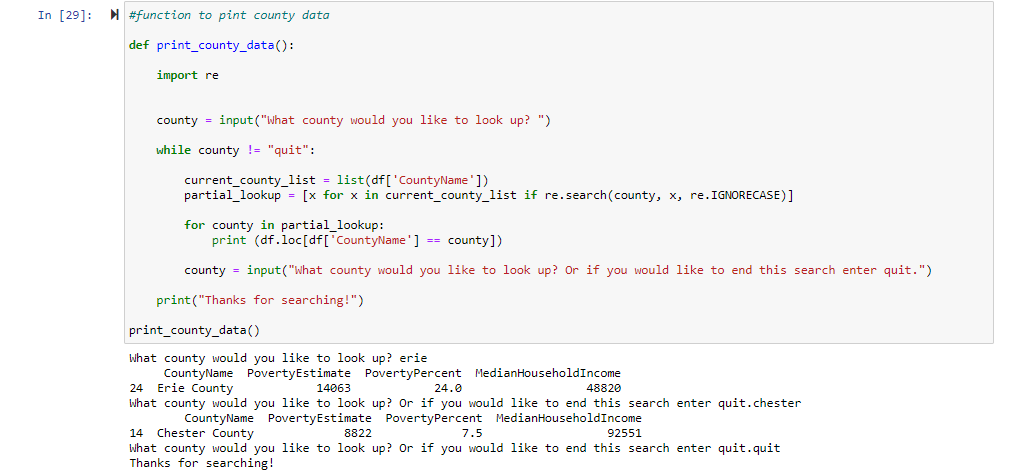 In [29]: #function to pint county data
def print_county_data():
import re
county = input("What county would you like to look up? ")
while county != "quit":
current_county_list = list(df['CountyName'])
partial_lookup = [x for x in current_county_list if re.search(county, x, re.IGNORECASE)]
for county in partial_lookup:
print (df.loc[df['CountyName'] == county])
county = input("What county would you like to look up? Or if you would like to end this search enter quit.")
print("Thanks for searching!")
print_county_data()
What county would you like to look up? erie
CountyName PovertyEstimate PovertyPercent MedianHouseholdIncome
24 Erie County 14063 24.0 48820
What county would you like to look up? Or if you would like to end this search enter quit.chester
CountyName PovertyEstimate PovertyPercent MedianHouseholdIncome
14 Chester County 8822 7.5 92551
What county would you like to look up? Or if you would like to end this search enter quit.quit
Thanks for searching!